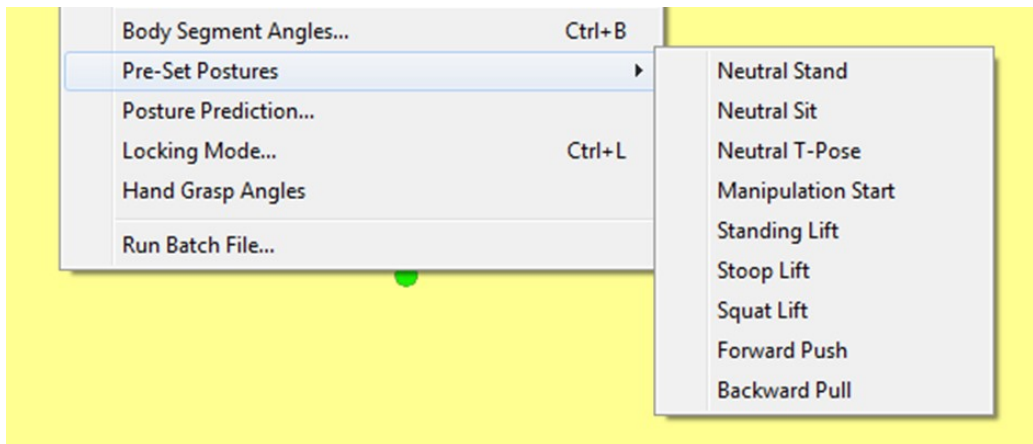 Body Segment Angles... Ctrl+B
Pre-Set Postures
Posture Prediction...
Locking Mode... Ctrl+L
Hand Grasp Angles
Run Batch File...
Neutral Stand
Neutral Sit
Neutral T-Pose
Manipulation Start
Standing Lift
Stoop Lift
Squat Lift
Forward Push
Backward Pull